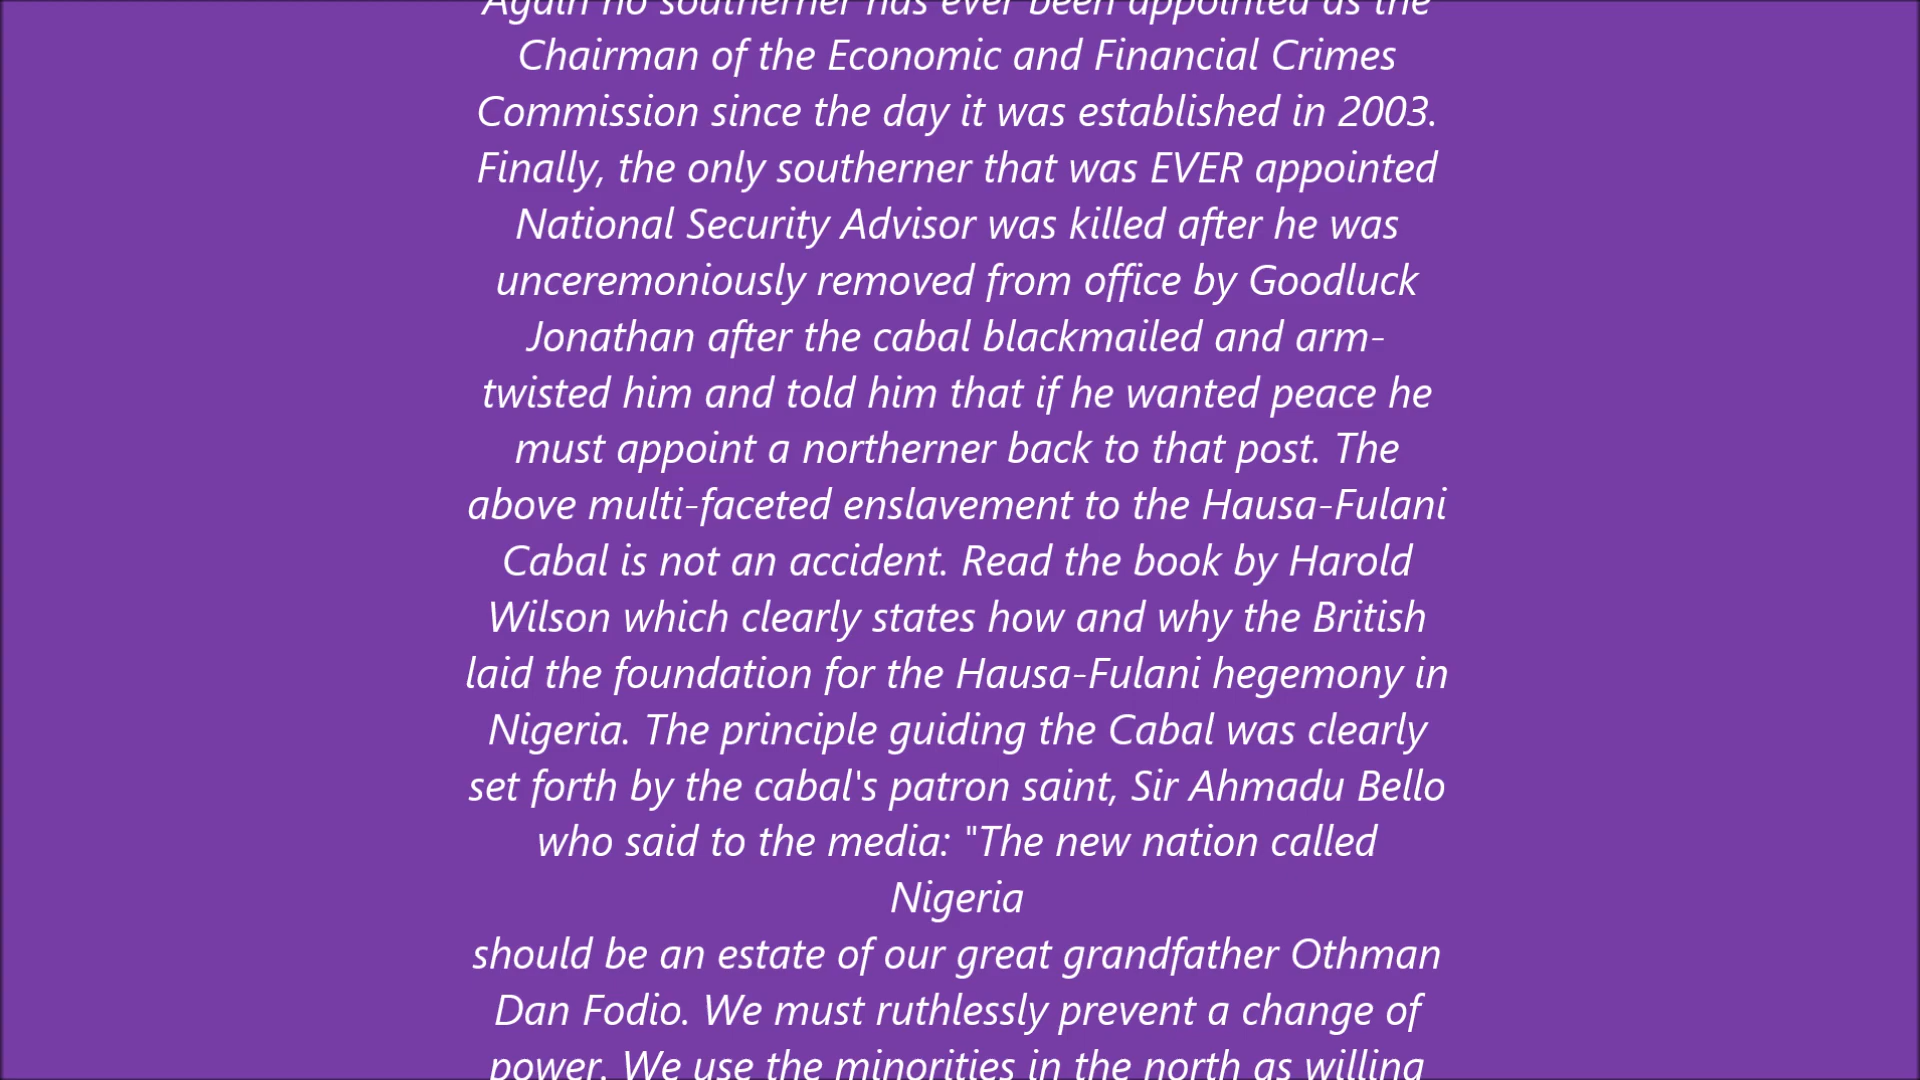 Again no southerner has ever been appointed as the
Chairman of the Economic and Financial Crimes
Commission since the day it was established in 2003.
Finally, the only southerner that was EVER appointed
National Security Advisor was killed after he was
unceremoniously removed from office by Goodluck
Jonathan after the cabal blackmailed and arm-
twisted him and told him that if he wanted peace he
must appoint a northerner back to that post. The
above multi-faceted enslavement to the Hausa-Fulani
Cabal is not an accident. Read the book by Harold
Wilson which clearly states how and why the British
laid the foundation for the Hausa-Fulani hegemony in
Nigeria. The principle guiding the Cabal was clearly
set forth by the cabal's patron saint, Sir Ahmadu Bello
who said to the media: "The new nation called
Nigeria
should be an estate of our great grandfather Othman
Dan Fodio. We must ruthlessly prevent a change of
power. We use the minorities in the north as willing